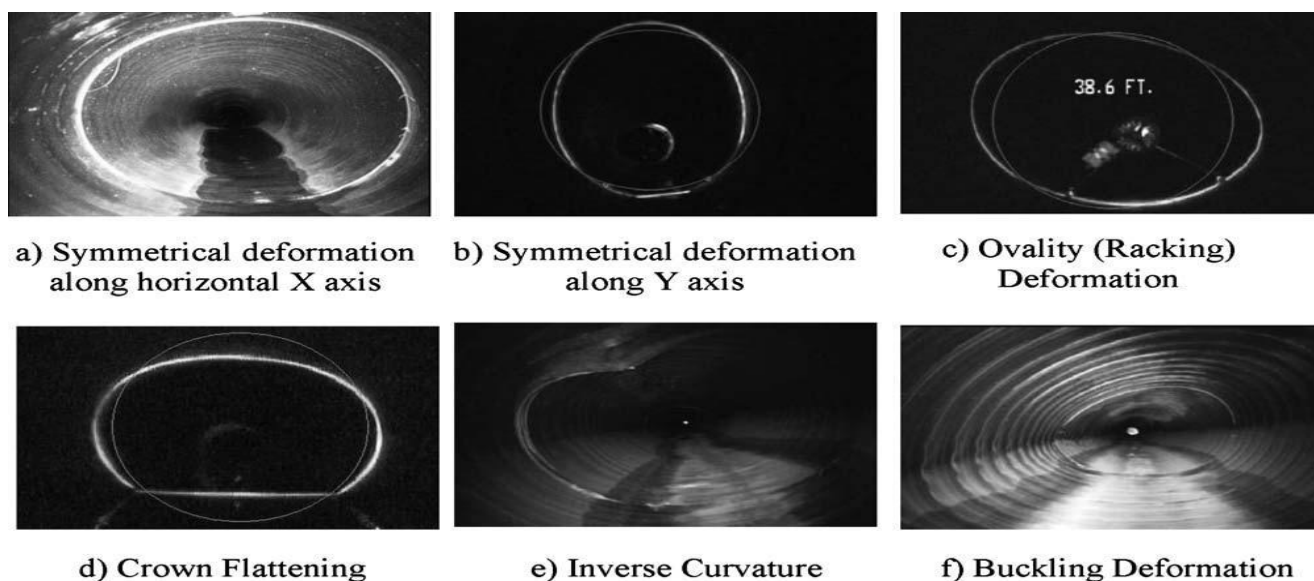 38.6 FT.
a) Symmetrical deformation
along horizontal X axis
b) Symmetrical deformation
along Y axis
c) Ovality (Racking)
Deformation
d) Crown Flattening
e) Inverse Curvature
f) Buckling Deformation